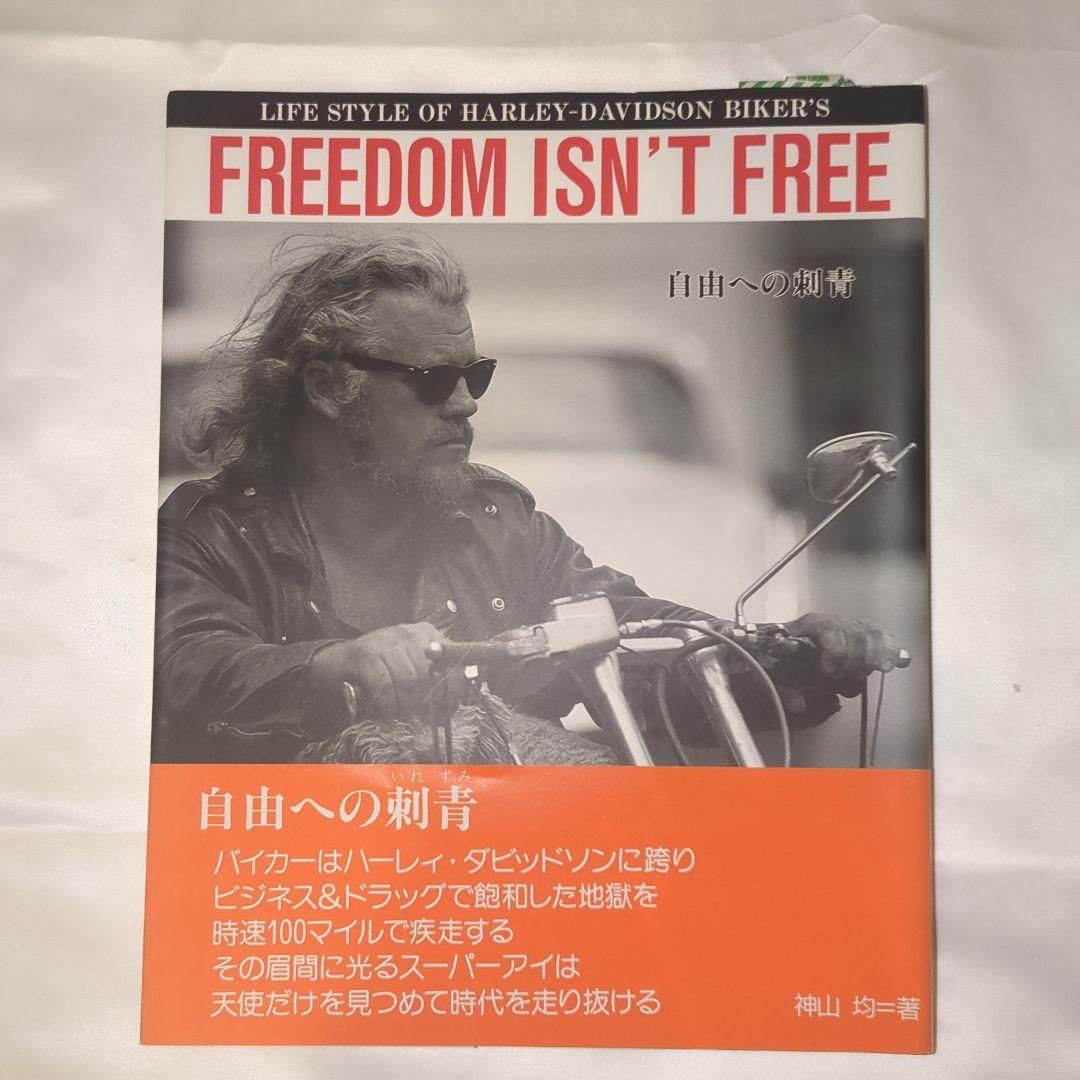 LIFE STYLE OF HARLEY-DAVIDSON BIKER'S
FREEDOM ISN'T FREE
自由への刺青
いれ ずみ
自由への刺青
バイカーはハーレィ・ダビッドソンに跨り
ビジネス&ドラッグで飽和した地獄を
時速100マイルで疾走する
その眉間に光るスーパーアイは
天使だけを見つめて時代を走り抜ける
神山 均=著